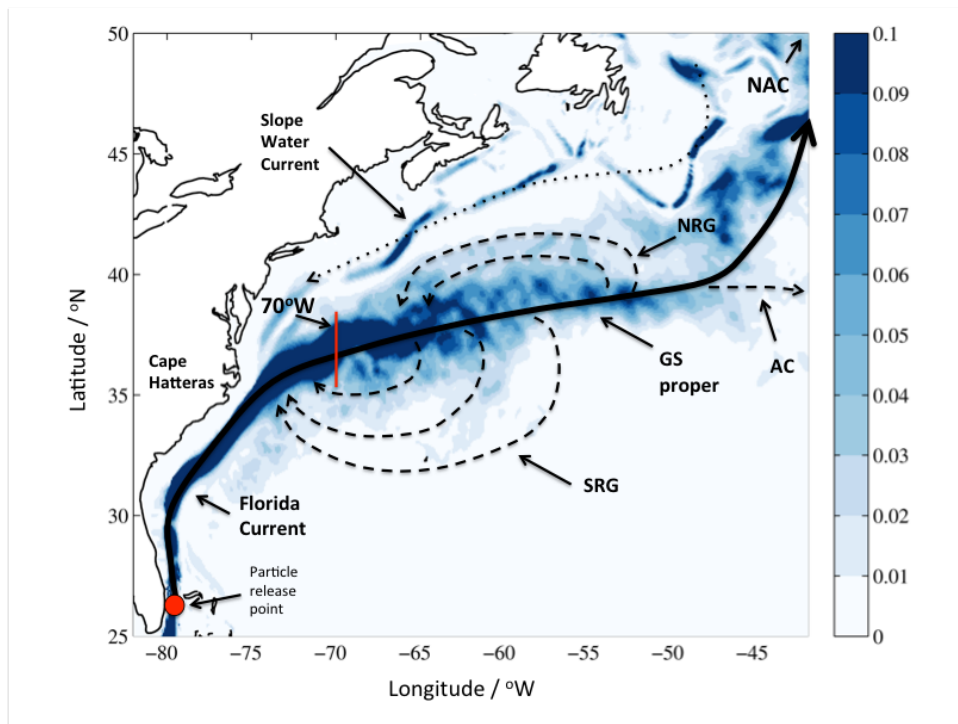 50
45
40
35
30
25
Latitude / °N
−80
−75
−70
−65
−60
−55
−50
−45
Longitude / °W
Slope
Water
Current
NAC
NRG
70°W
Cape
Hatteras
GS
proper
AC
SRG
Florida
Current
Particle
release
point
0.1
0.09
0.08
0.07
0.06
0.05
0.04
0.03
0.02
0.01
0